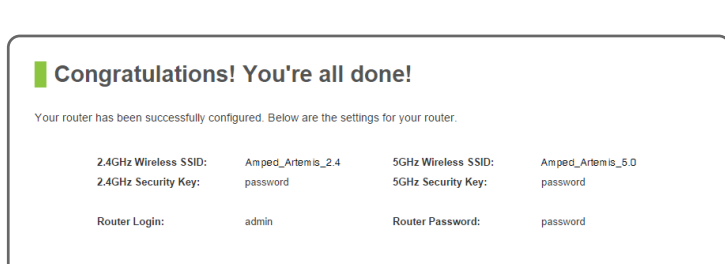 Congratulations! You're all done!
Your router has been successfully configured. Below are the settings for your router.
2.4GHz Wireless SSID: Amped_Artemis_2.4 5GHz Wireless SSID: Amped_Artemis_5.0
2.4GHz Security Key: password 5GHz Security Key: password
Router Login: admin Router Password: password